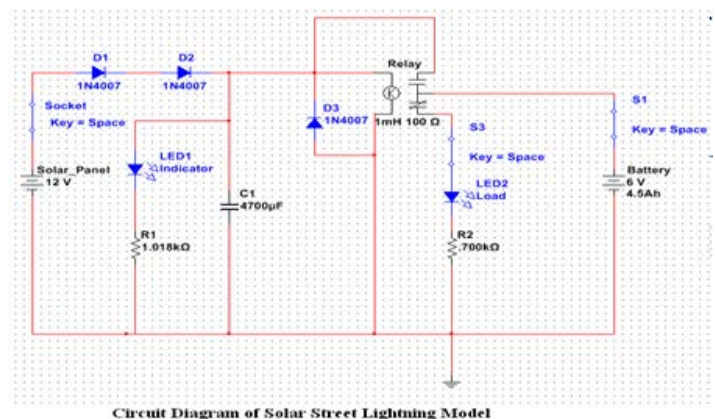 D1
D2
1N4007
1N4007
Relay
Socket
Key = Space
D3
1N4007
1mH 100 Ω
S1
Key = Space
S3
Key = Space
Solar_Panel
12 V
LED1
Indicator
LED2
Load
Battery
6 V
4.5Ah
C1
4700µF
R1
1.018kΩ
R2
.700kΩ
Circuit Diagram of Solar Street Lightning Model